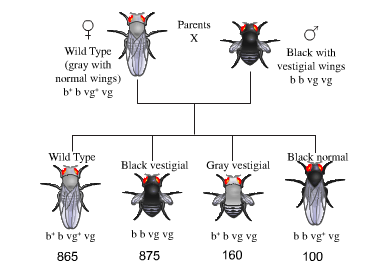 ♀
Wild Type
(gray with
normal wings)
b⁺ b vg⁺ vg
Parents
X
♂
Black with
vestigial wings
b b vg vg
Wild Type
Black vestigial
Gray vestigial
Black normal
b⁺ b vg⁺ vg
b b vg vg
b⁺ b vg vg
b b vg⁺ vg
865
875
160
100